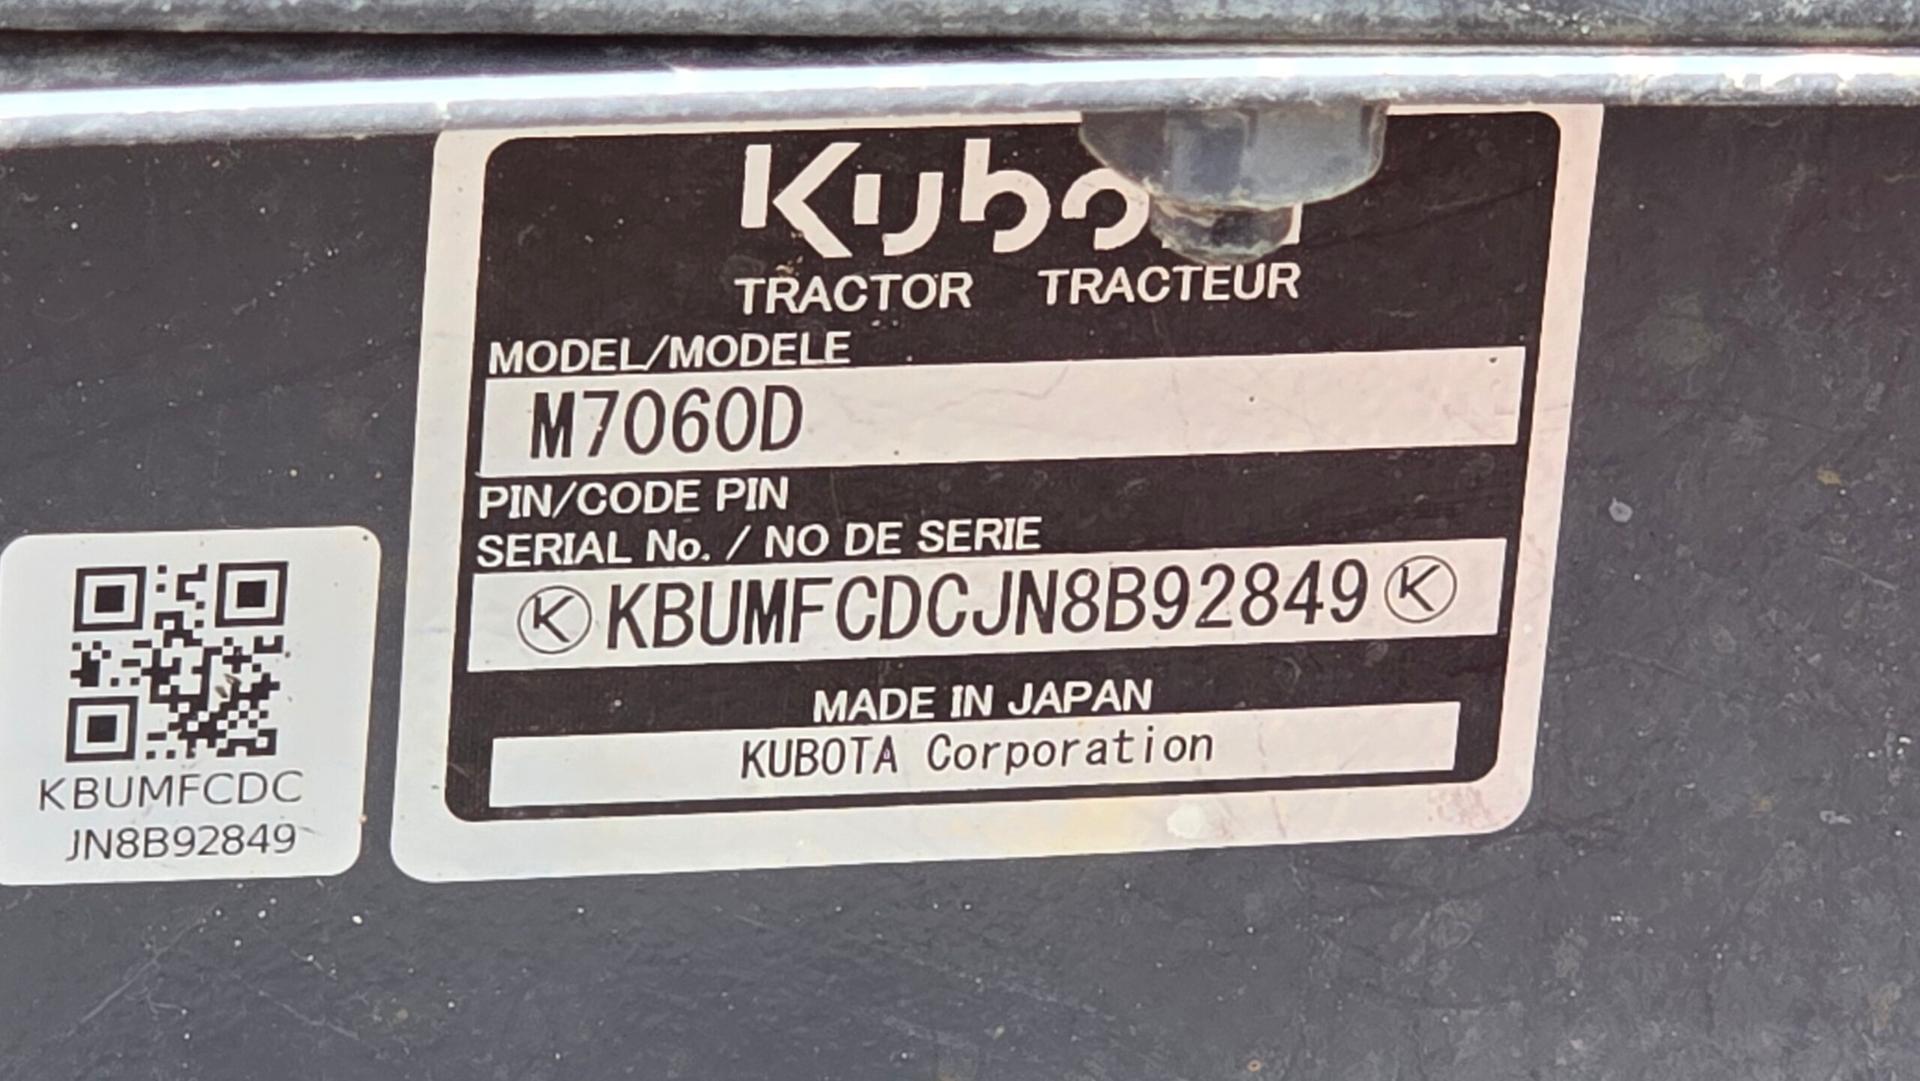 TRACTOR TRACTEUR
MODEL/MODELE
M7060D
PIN/CODE PIN
SERIAL No. / NO DE SERIE
KBUMFCDCJN8B92849
MADE IN JAPAN
KUBOTA Corporation
KBUMFCDC
JN8B92849